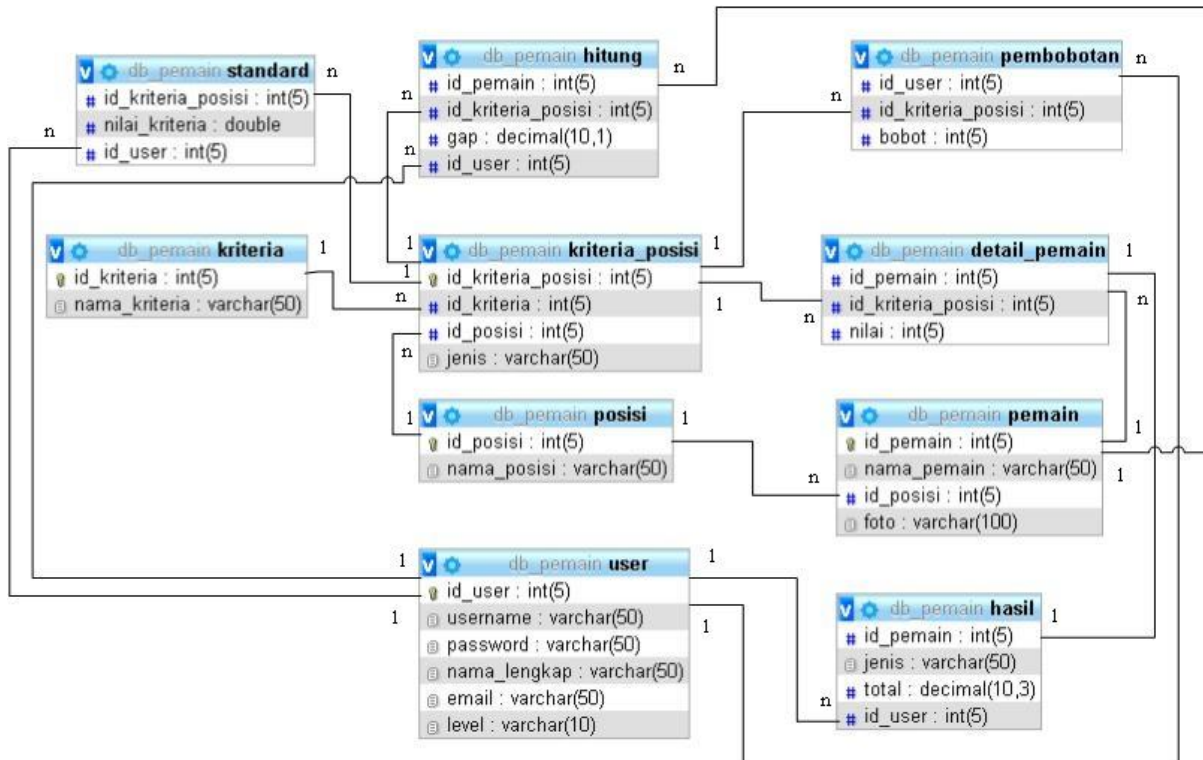 db_pemain standard
# id_kriteria_posisi : int(5)
# nilai_kriteria : double
# id_user : int(5)
n
n
db_pemain hitung
# id_pemain : int(5)
# id_kriteria_posisi : int(5)
# gap : decimal(10,1)
# id_user : int(5)
n
n
n
db_pemain pembobotan
# id_user : int(5)
# id_kriteria_posisi : int(5)
# bobot : int(5)
n
n
db_pemain kriteria
id_kriteria : int(5)
nama_kriteria : varchar(50)
1
db_pemain kriteria_posisi
id_kriteria_posisi : int(5)
# id_kriteria : int(5)
# id_posisi : int(5)
jenis : varchar(50)
1
1
n
n
1
1
db_pemain detail_pemain
# id_pemain : int(5)
# id_kriteria_posisi : int(5)
# nilai : int(5)
1
n
n
db_pemain posisi
id_posisi : int(5)
nama_posisi : varchar(50)
1
1
db_pemain pemain
id_pemain : int(5)
nama_pemain : varchar(50)
# id_posisi : int(5)
foto : varchar(100)
n
1
1
db_pemain user
id_user : int(5)
username : varchar(50)
password : varchar(50)
nama_lengkap : varchar(50)
email : varchar(50)
level : varchar(10)
1
1
1
1
db_pemain hasil
# id_pemain : int(5)
jenis : varchar(50)
# total : decimal(10,3)
# id_user : int(5)
1
n